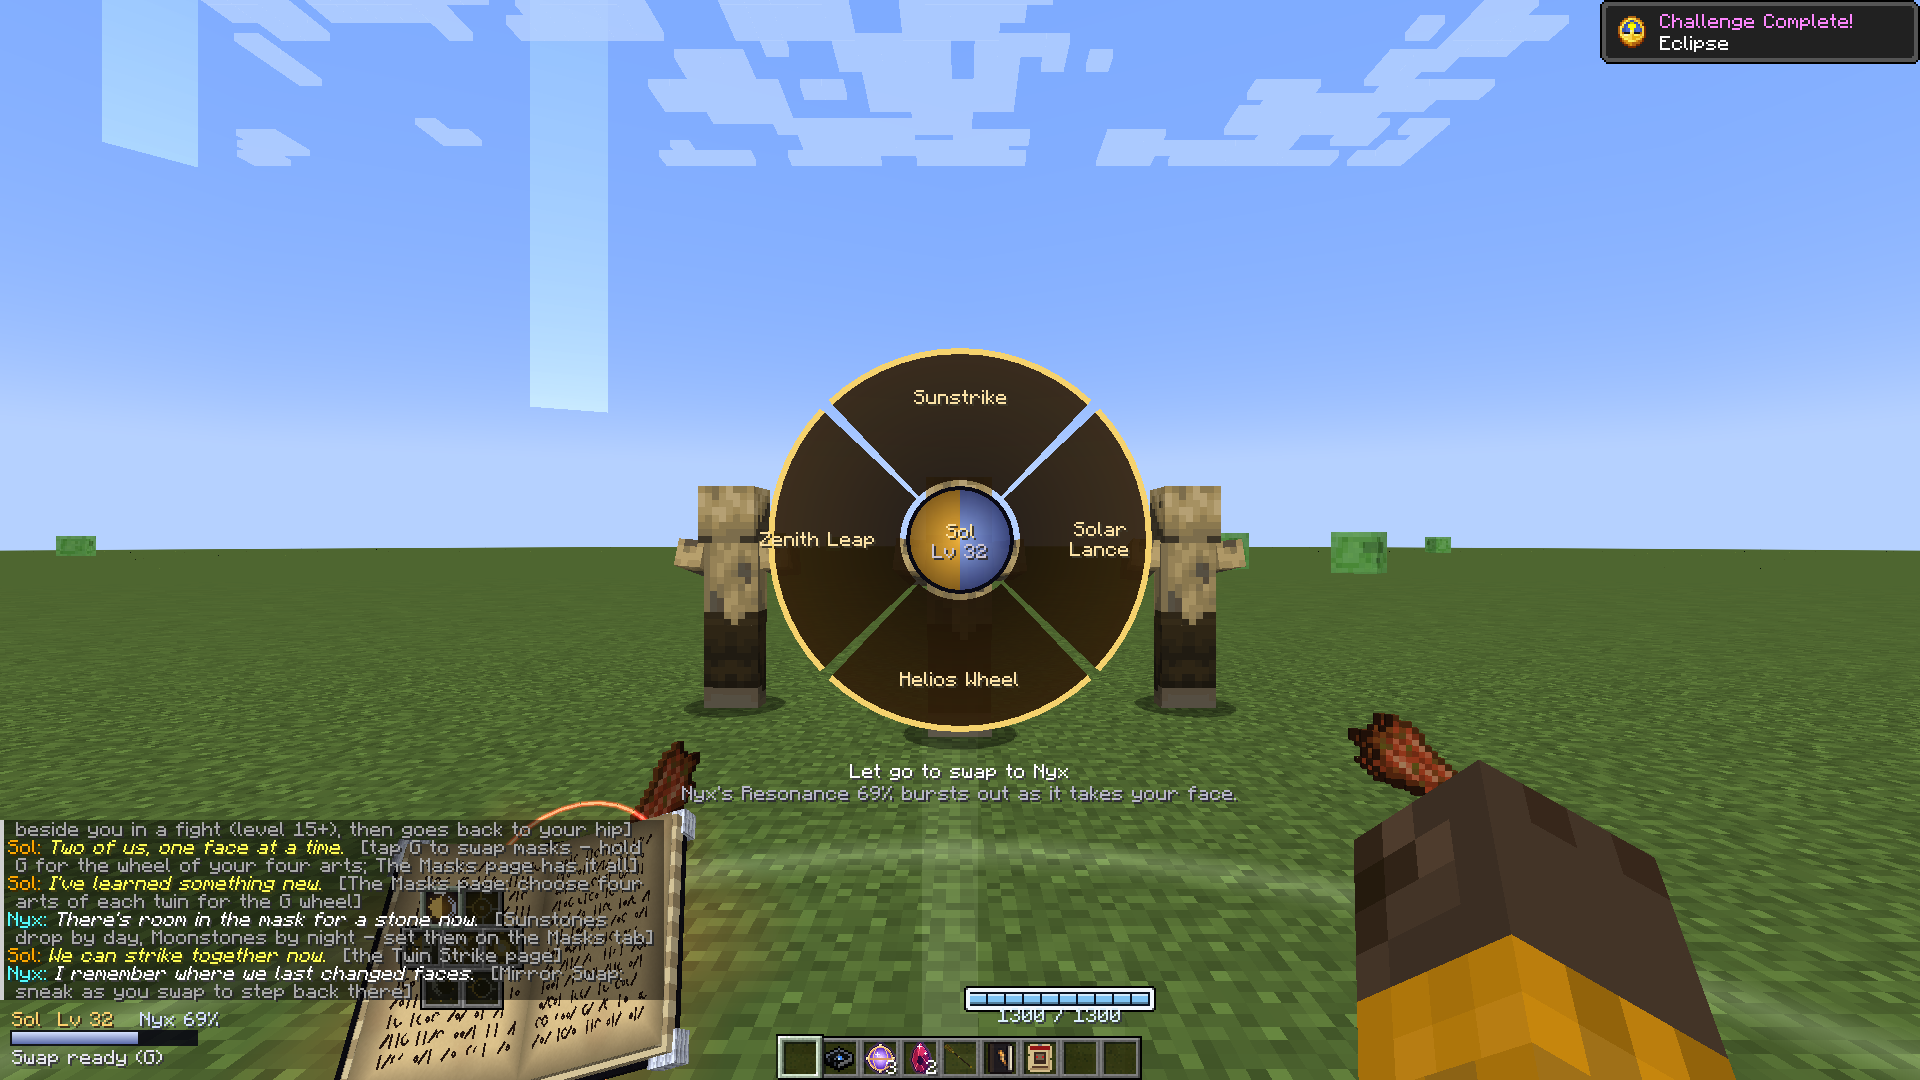 Challenge Complete!
Eclipse
Sunstrike
Zenith Leap
Sol
Lv 32
Solar
Lance
Helios Wheel
Let go to swap to Nyx
Nyx's Resonance 69% bursts out as it takes your face.
beside you in a fight (level 15+), then goes back to your hip]
Sol: Two of us, one face at a time. [tap G to swap masks – hold
G for the wheel of your four arts; The Masks page has it all]
Sol: I've learned something new. [The Masks page: choose four
arts of each twin for the G wheel]
Nyx: There's room in the mask for a stone now. [Sunstones
drop by day, Moonstones by night – set them on the Masks tab]
Sol: We can strike together now. [the Twin Strike page]
Nyx: I remember where we last changed faces. [Mirror Swap:
sneak as you swap to step back there]
Sol Lv 32 Nyx 69%
Swap ready (G)
1300 / 1300
3
2